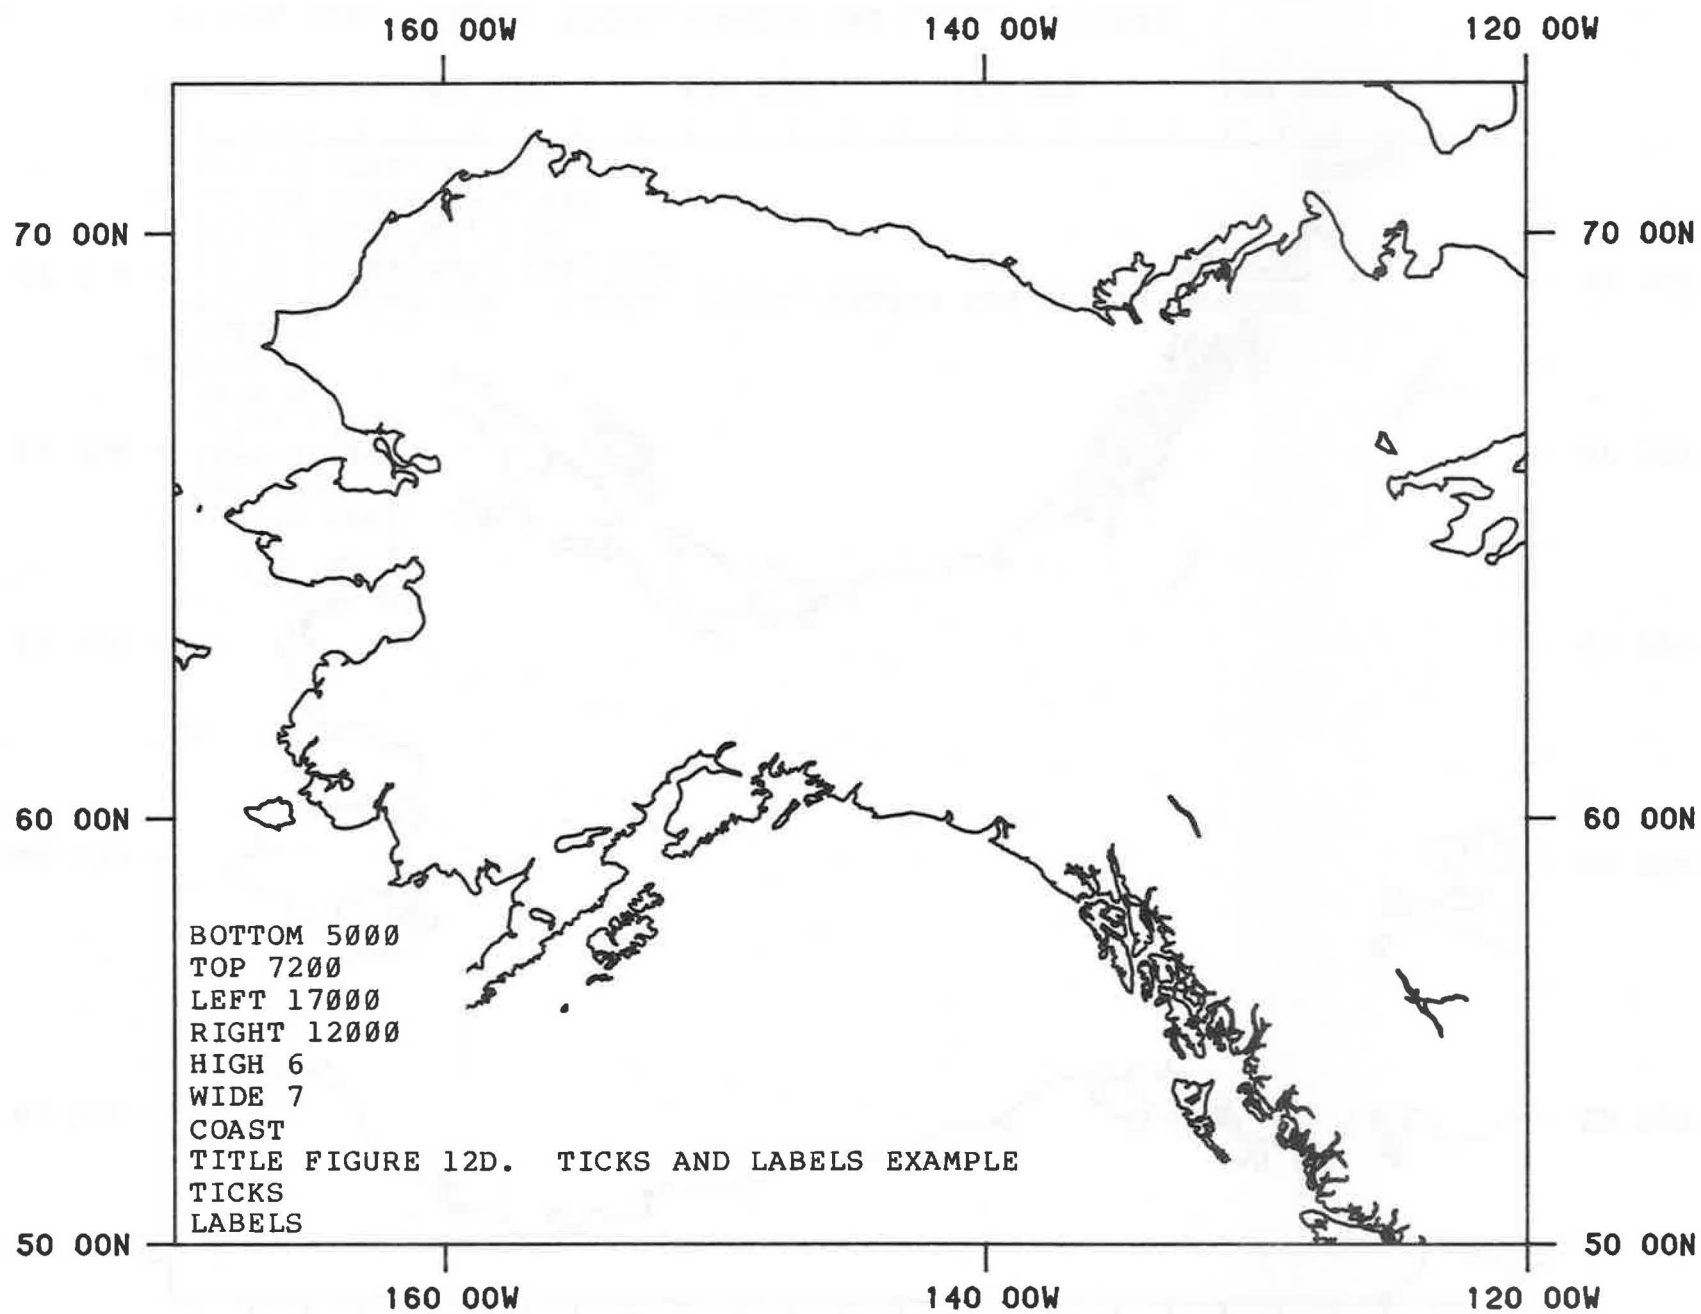 160 00W 140 00W 120 00W
70 00N 70 00N
60 00N 60 00N
BOTTOM 5000
TOP 7200
LEFT 17000
RIGHT 12000
HIGH 6
WIDE 7
COAST
TITLE FIGURE 12D. TICKS AND LABELS EXAMPLE
TICKS
LABELS
50 00N 50 00N
160 00W 140 00W 120 00W